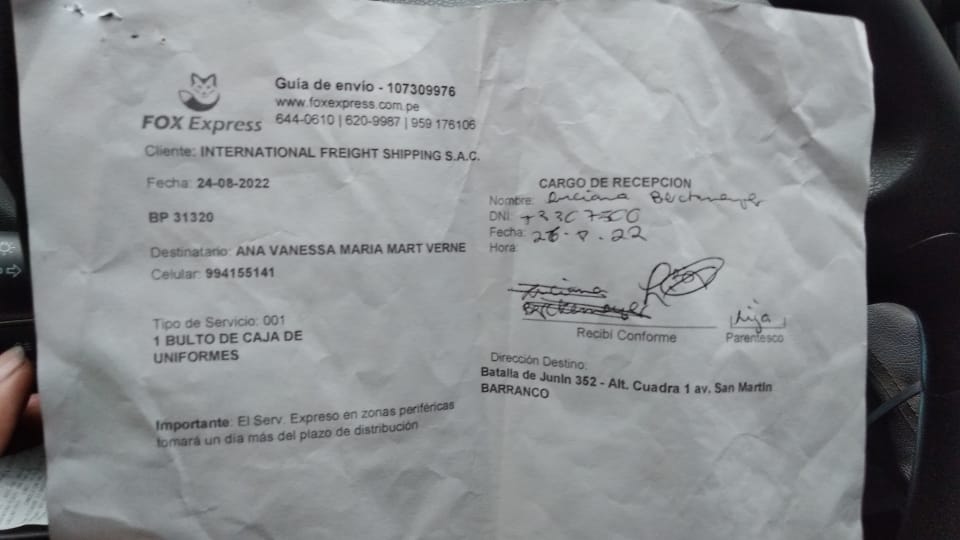 FOX Express
Guía de envío - 107309976
www.foxexpress.com.pe
644-0610 | 620-9987 | 959 176106
Cliente: INTERNATIONAL FREIGHT SHIPPING S.A.C.
Fecha: 24-08-2022
BP 31320
Destinatario: ANA VANESSA MARIA MART VERNE
Celular: 994155141
Tipo de Servicio: 001
1 BULTO DE CAJA DE
UNIFORMES
Importante: El Serv. Expreso en zonas periféricas
tomará un día más del plazo de distribución
CARGO DE RECEPCION
Nombre:
DNI:
Fecha: 26-8.22
Hora:
Recibí Conforme
hija
Parentesco
Dirección Destino:
Batalla de Junin 352 - Alt. Cuadra 1 av. San Martin
BARRANCO